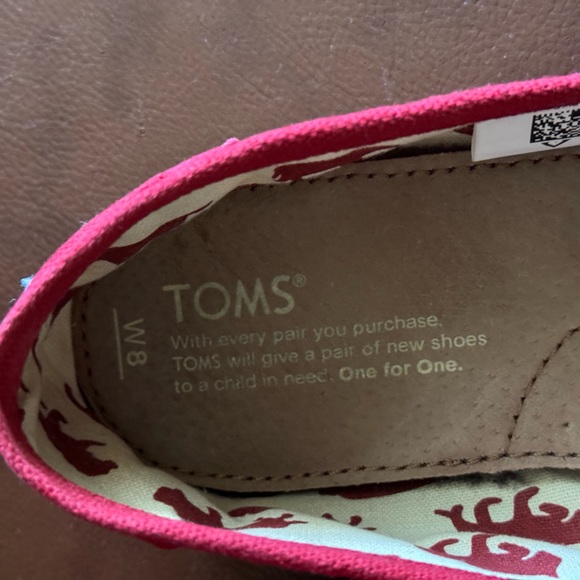 TOMS®
W8
With every pair you purchase,
TOMS will give a pair of new shoes
to a child in need. One for One.